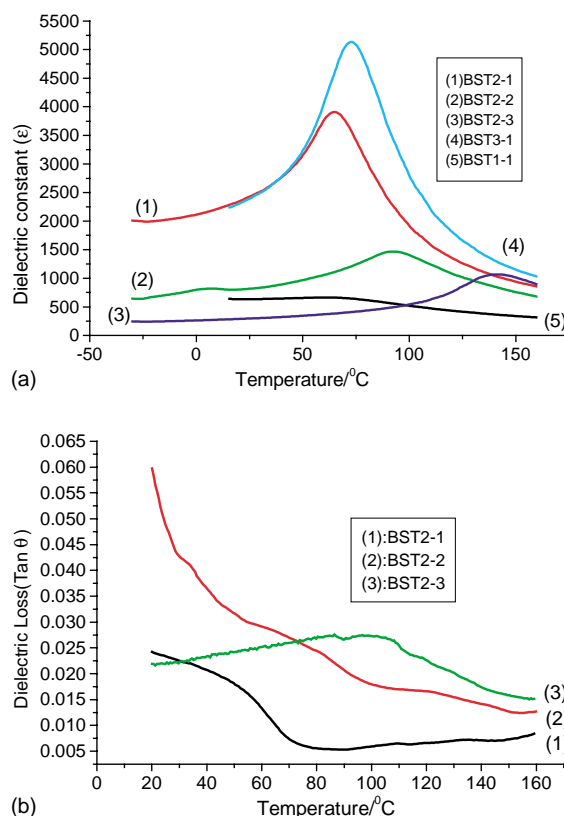 5500
5000
4500
4000
3500
3000
2500
2000
1500
1000
500
0
Dielectric constant (ε)
(1)BST2-1
(2)BST2-2
(3)BST2-3
(4)BST3-1
(5)BST1-1
(1)
(2)
(3)
(4)
(5)
-50 0 50 100 150
Temperature/⁰C
(a)
0.065
0.060
0.055
0.050
0.045
0.040
0.035
0.030
0.025
0.020
0.015
0.010
0.005
Dielectric Loss(Tan θ)
(1):BST2-1
(2):BST2-2
(3):BST2-3
(3)
(2)
(1)
0 20 40 60 80 100 120 140 160
Temperature/⁰C
(b)